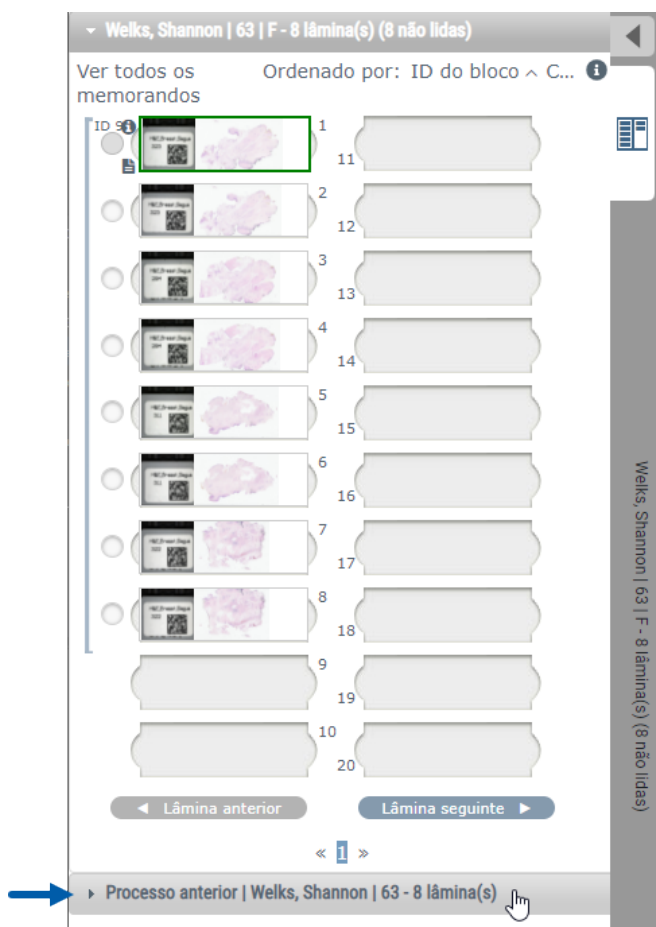 Welks, Shannon | 63 | F - 8 lâmina(s) (8 não lidas)
Ver todos os memorandos
Ordenado por: ID do bloco C...
ID 9
1
11
2
12
3
13
4
14
5
15
6
16
7
17
8
18
9
19
10
20
Lâmina anterior
Lâmina seguinte
« 1 »
Processo anterior | Welks, Shannon | 63 - 8 lâmina(s)
Welks, Shannon | 63 | F - 8 lâmina(s) (8 não lidas)